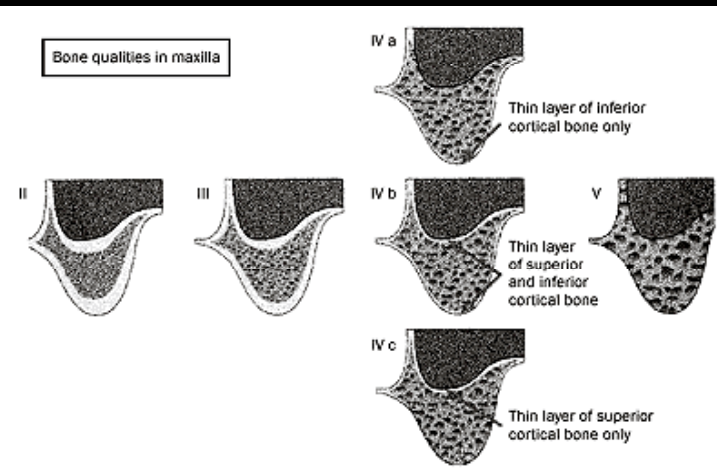 Bone qualities in maxilla
IV a
Thin layer of inferior
cortical bone only
II
III
IV b
V
Thin layer
of superior
and inferior
cortical bone
IV c
Thin layer of superior
cortical bone only